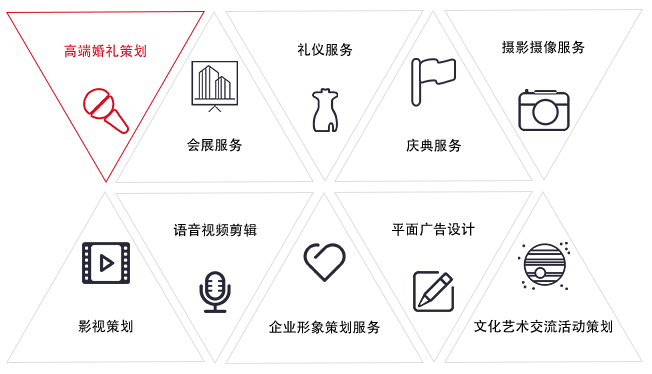 高端婚礼策划
会展服务
礼仪服务
庆典服务
摄影摄像服务
影视策划
语音视频剪辑
企业形象策划服务
平面广告设计
文化艺术交流活动策划